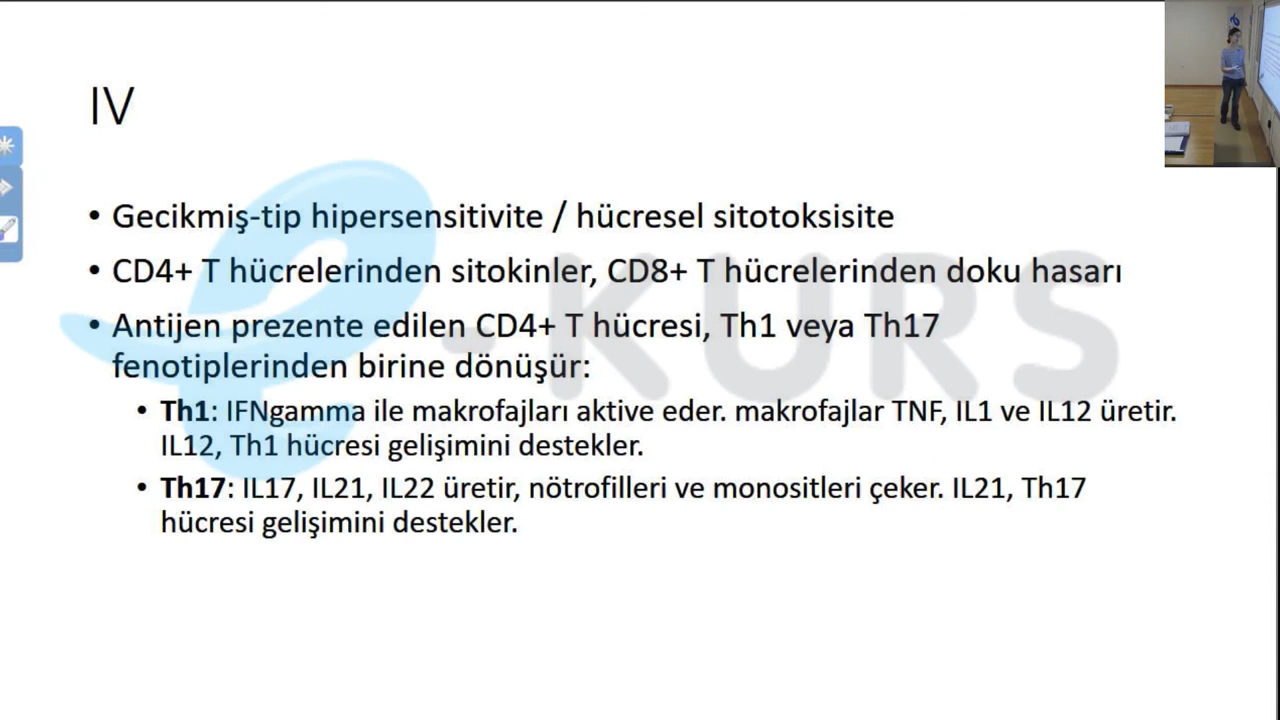 IV
• Gecikmiş-tip hipersensitivite / hücresel sitotoksisite
• CD4+ T hücrelerinden sitokinler, CD8+ T hücrelerinden doku hasarı
• Antijen prezente edilen CD4+ T hücresi, Th1 veya Th17
fenotiplerinden birine dönüşür:
• Th1: IFNgamma ile makrofajları aktive eder. makrofajlar TNF, IL1 ve IL12 üretir.
IL12, Th1 hücresi gelişimini destekler.
• Th17: IL17, IL21, IL22 üretir, nötrofilleri ve monositleri çeker. IL21, Th17
hücresi gelişimini destekler.
e-KURS